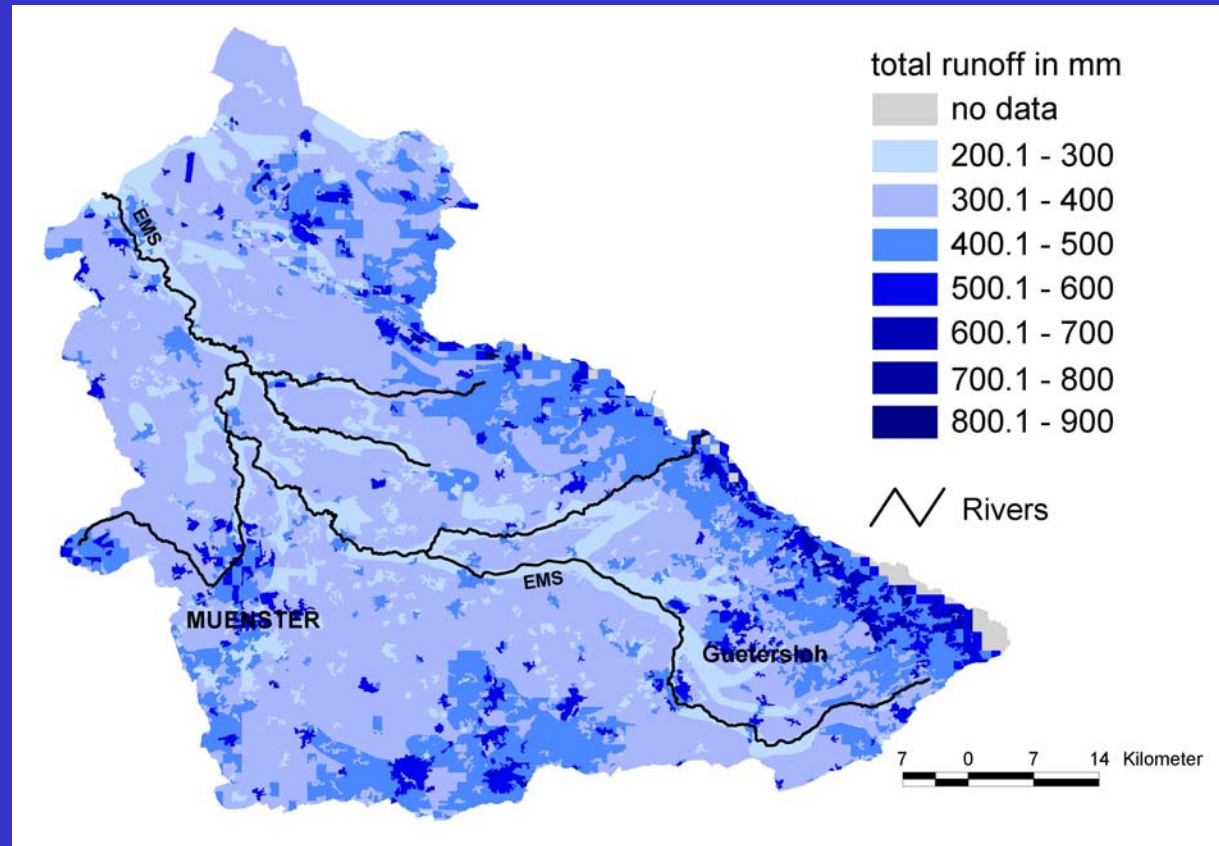 total runoff in mm
no data
200.1 - 300
300.1 - 400
400.1 - 500
500.1 - 600
600.1 - 700
700.1 - 800
800.1 - 900
Rivers
EMS
EMS
MUENSTER
Guetersloh
7 0 7 14 Kilometer